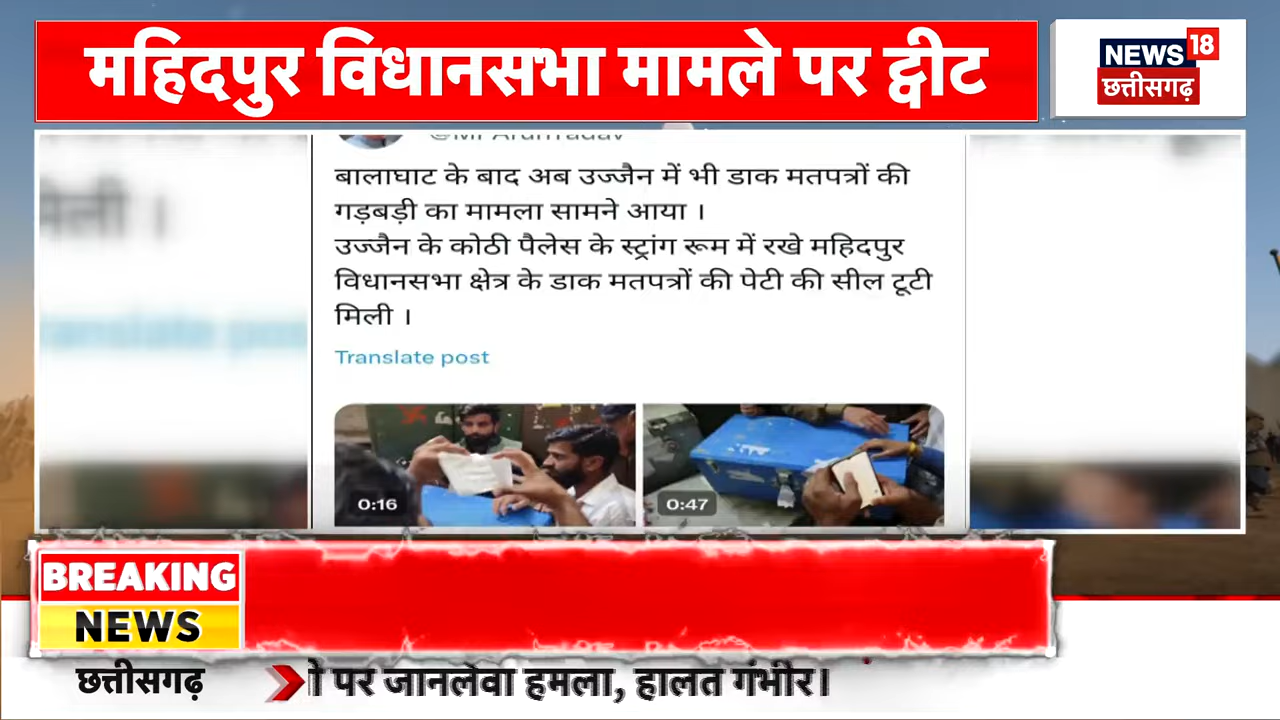 महिदपुर विधानसभा मामले पर ट्वीट
NEWS 18
छत्तीसगढ़
बालाघाट के बाद अब उज्जैन में भी डाक मतपत्रों की
गड़बड़ी का मामला सामने आया ।
उज्जैन के कोठी पैलेस के स्ट्रांग रूम में रखे महिदपुर
विधानसभा क्षेत्र के डाक मतपत्रों की पेटी की सील टूटी
मिली ।
Translate post
0:16
0:47
BREAKING
NEWS
छत्तीसगढ़
पर जानलेवा हमला, हालत गंभीर।